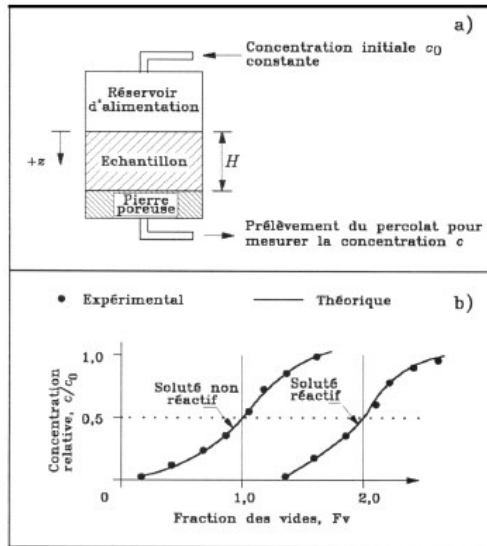 a)
Concentration initiale c0
constante
Réservoir
d'alimentation
+z
Echantillon
H
Pierre
poreuse
Prélèvement du percolat pour
mesurer la concentration c
b)
Expérimental
Théorique
Concentration
relative, c/c0
1,0
0,5
0
Soluté non
réactif
Soluté
réactif
0
1,0
2,0
Fraction des vides, Fv